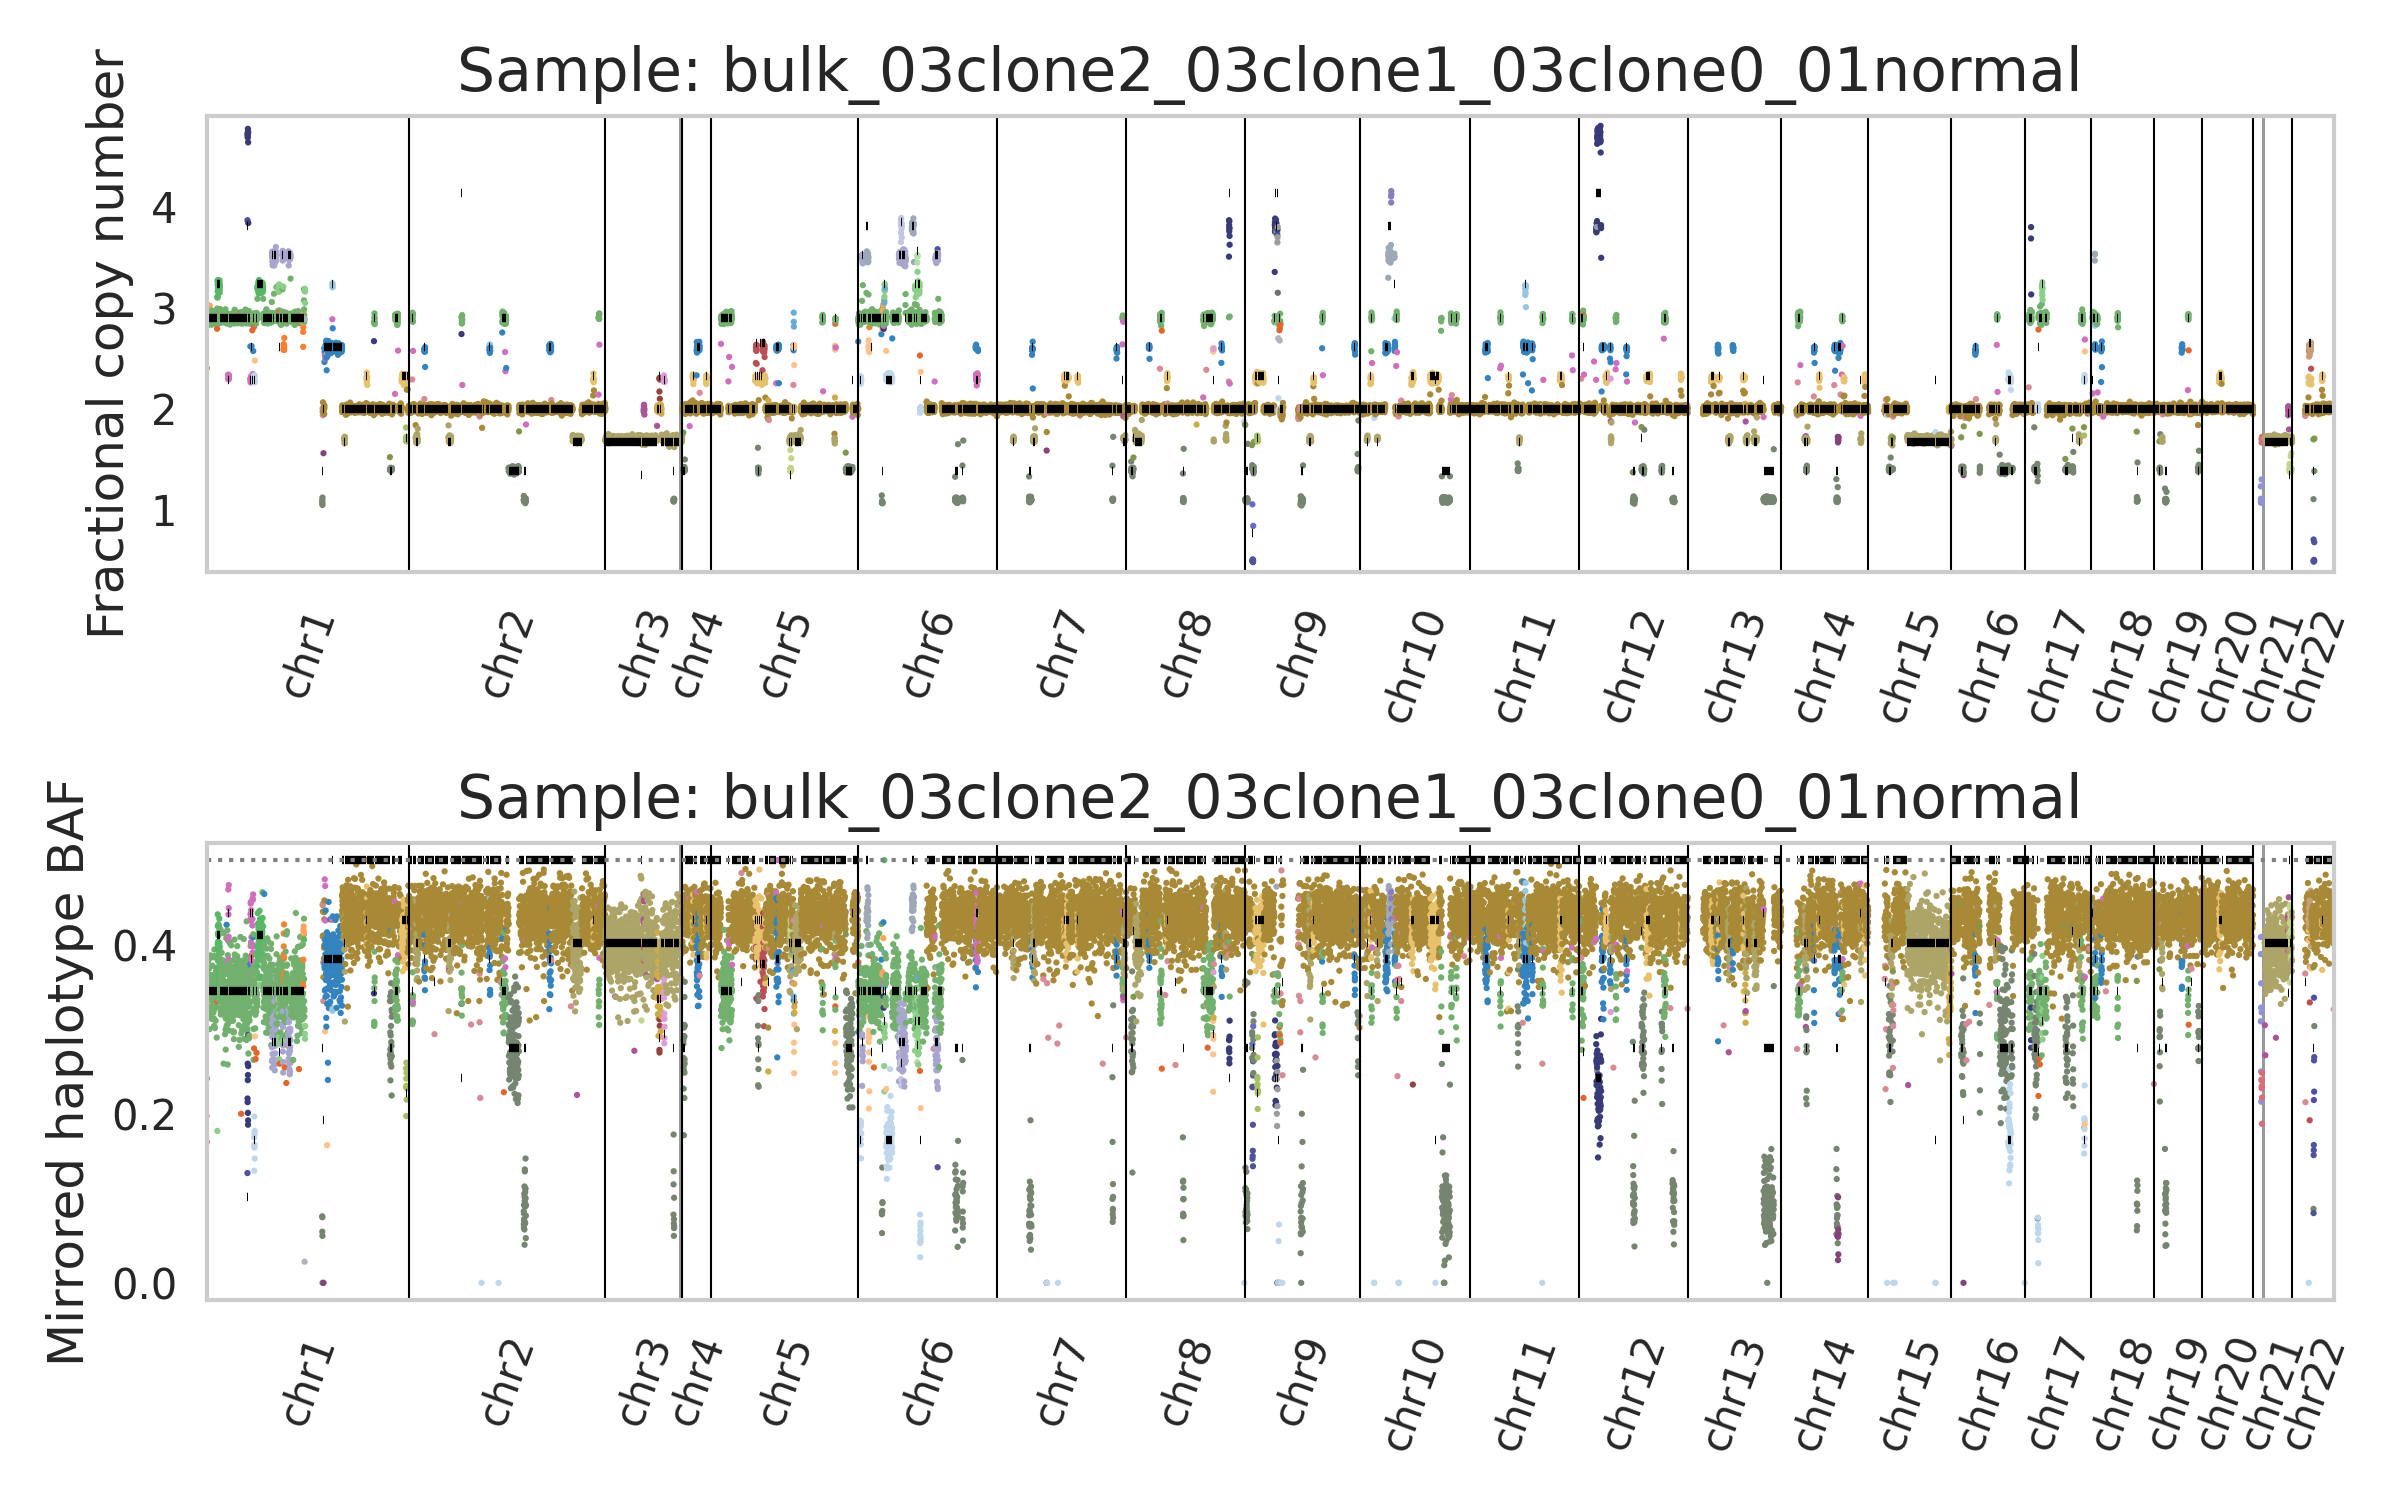 Sample: bulk_03clone2_03clone1_03clone0_01normal
Fractional copy number
4
3
2
1
chr1 chr2 chr3 chr4 chr5 chr6 chr7 chr8 chr9 chr10 chr11 chr12 chr13 chr14 chr15 chr16 chr17 chr18 chr19 chr20 chr21 chr22
Sample: bulk_03clone2_03clone1_03clone0_01normal
Mirrored haplotype BAF
0.4
0.2
0.0
chr1 chr2 chr3 chr4 chr5 chr6 chr7 chr8 chr9 chr10 chr11 chr12 chr13 chr14 chr15 chr16 chr17 chr18 chr19 chr20 chr21 chr22